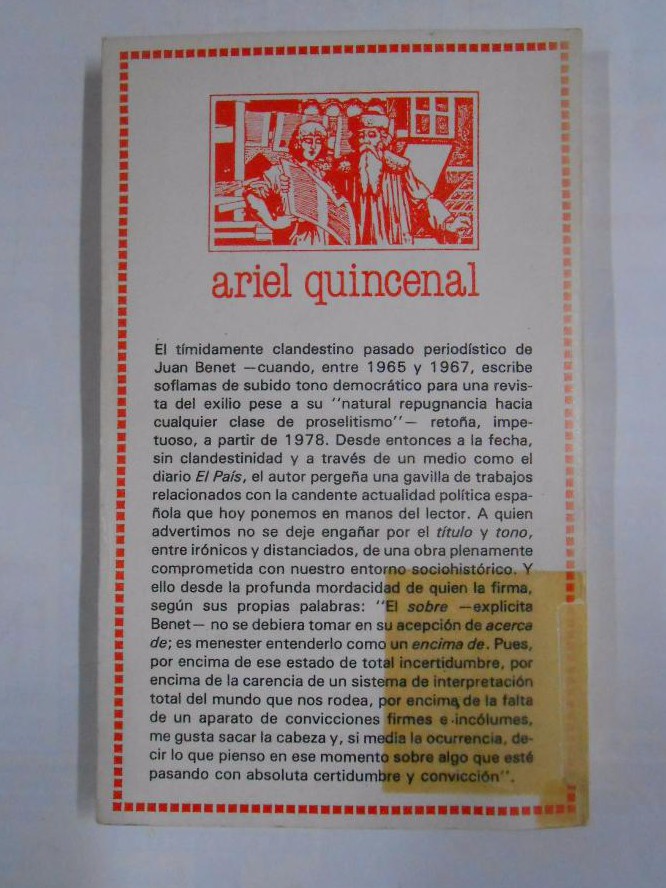 ariel quincenal
El tímidamente clandestino pasado periodístico de
Juan Benet —cuando, entre 1965 y 1967, escribe
soflamas de subido tono democrático para una revis-
ta del exilio pese a su "natural repugnancia hacia
cualquier clase de proselitismo"— retoña, impe-
tuoso, a partir de 1978. Desde entonces a la fecha,
sin clandestinidad y a través de un medio como el
diario El País, el autor pergeña una gavilla de trabajos
relacionados con la candente actualidad política espa-
ñola que hoy ponemos en manos del lector. A quien
advertimos no se deje engañar por el título y tono,
entre irónicos y distanciados, de una obra plenamente
comprometida con nuestro entorno sociohistórico. Y
ello desde la profunda mordacidad de quien la firma,
según sus propias palabras: "El sobre —explicita
Benet— no se debiera tomar en su acepción de acerca
de; es menester entenderlo como un encima de. Pues,
por encima de ese estado de total incertidumbre, por
encima de la carencia de un sistema de interpretación
total del mundo que nos rodea, por encima de la falta
de un aparato de convicciones firmes e incólumes,
me gusta sacar la cabeza y, si media la ocurrencia, de-
cir lo que pienso en ese momento sobre algo que esté
pasando con absoluta certidumbre y convicción".